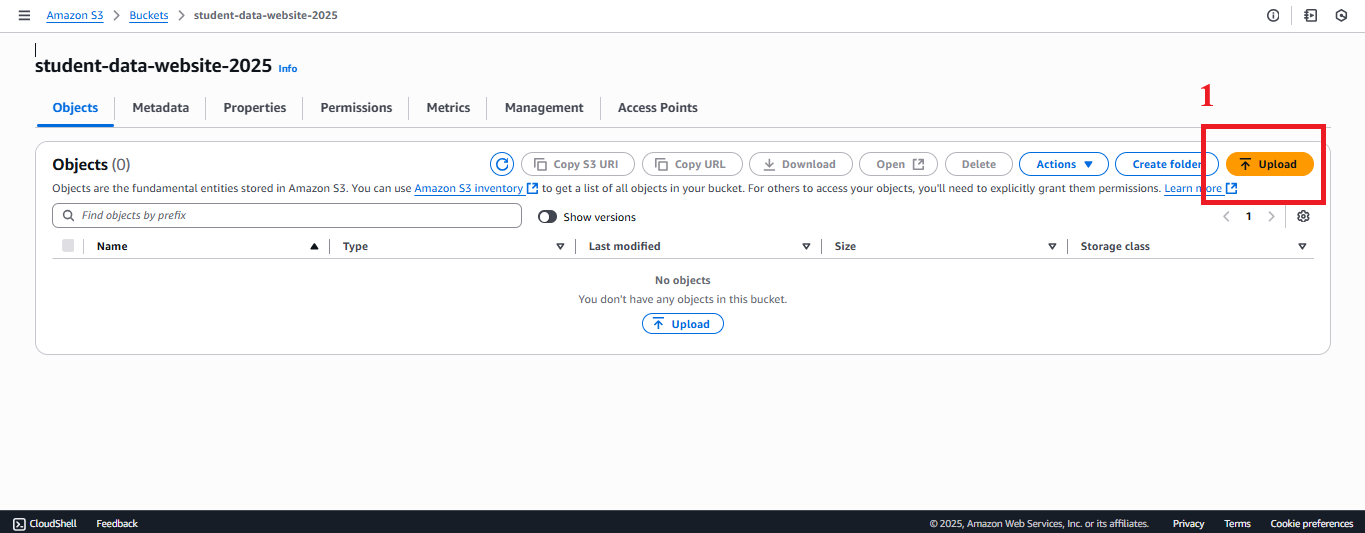 Amazon S3 > Buckets > student-data-website-2025
student-data-website-2025 Info
1
Objects Metadata Properties Permissions Metrics Management Access Points
Objects (0) Copy S3 URI Copy URL Download Open Delete Actions Create folder Upload
Objects are the fundamental entities stored in Amazon S3. You can use Amazon S3 inventory to get a list of all objects in your bucket. For others to access your objects, you'll need to explicitly grant them permissions. Learn more
Find objects by prefix Show versions 1
Name Type Last modified Size Storage class
No objects
You don't have any objects in this bucket.
Upload
CloudShell Feedback © 2025, Amazon Web Services, Inc. or its affiliates. Privacy Terms Cookie preferences